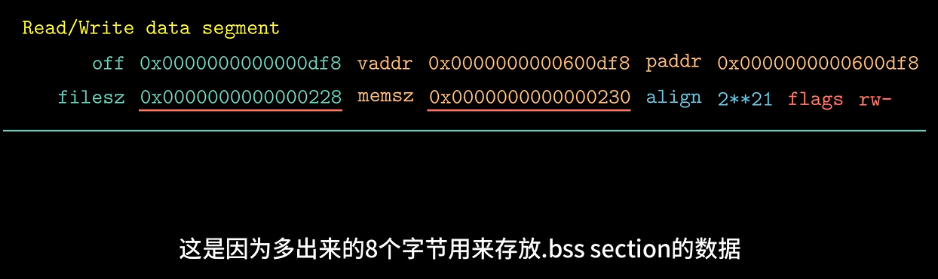 Read/Write data segment
off 0x0000000000000df8 vaddr 0x0000000000600df8 paddr 0x0000000000600df8
filesz 0x0000000000000228 memsz 0x0000000000000230 align 2**21 flags rw-
这是因为多出来的8个字节用来存放.bss section的数据